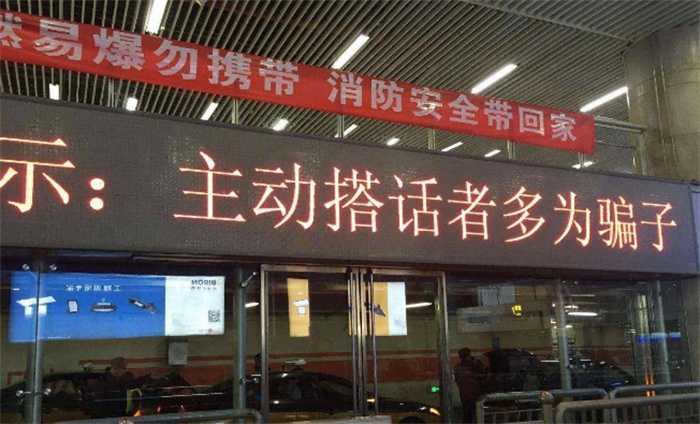 然易爆勿携带 消防安全带回家
示：主动搭话者多为骗子